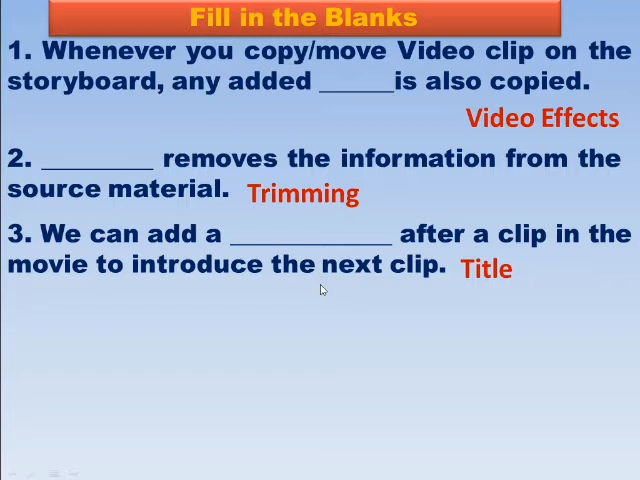 Fill in the Blanks
1. Whenever you copy/move Video clip on the
storyboard, any added ______is also copied.
Video Effects
2. _________ removes the information from the
source material. Trimming
3. We can add a _____________ after a clip in the
movie to introduce the next clip. Title